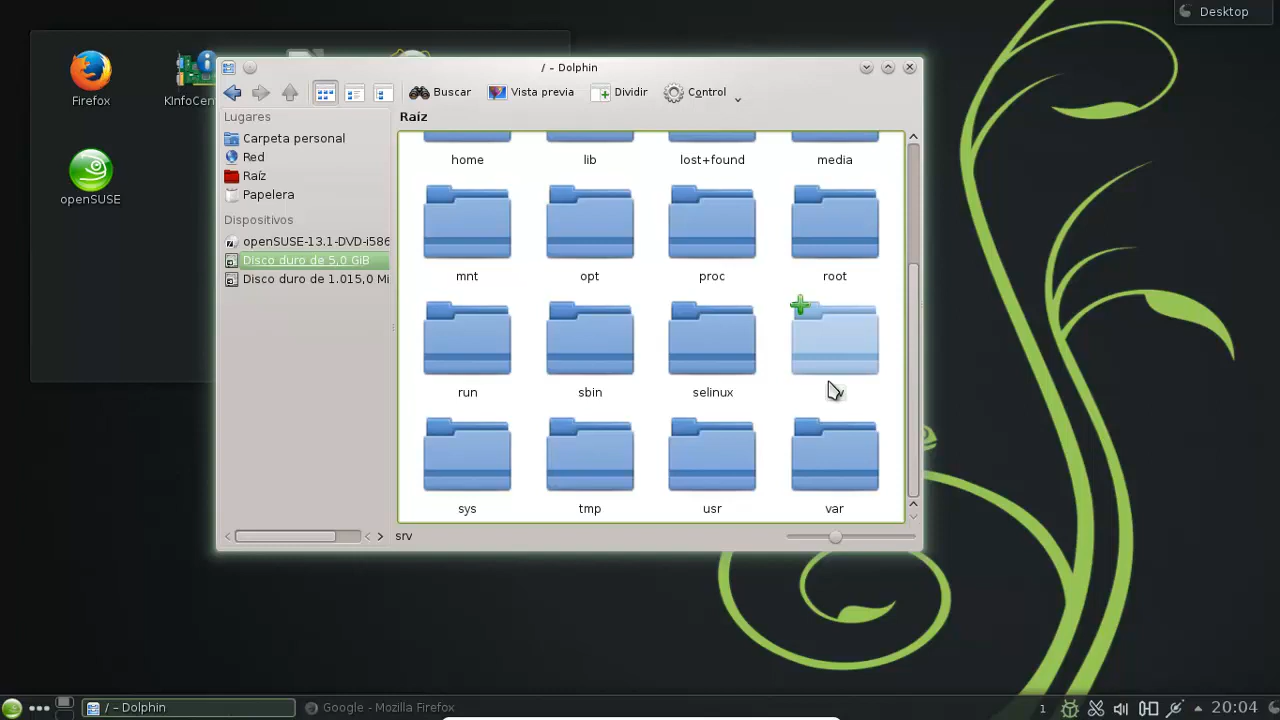 Desktop
Firefox
KInfoCen
openSUSE
/ – Dolphin
Buscar
Vista previa
Dividir
Control
Lugares
Carpeta personal
Red
Raíz
Papelera
Dispositivos
openSUSE-13.1-DVD-i586
Disco duro de 5,0 GiB
Disco duro de 1.015,0 Mi
Raíz
home
lib
lost+found
media
mnt
opt
proc
root
run
sbin
selinux
sys
tmp
usr
var
srv
/ – Dolphin
Google – Mozilla Firefox
1
20:04